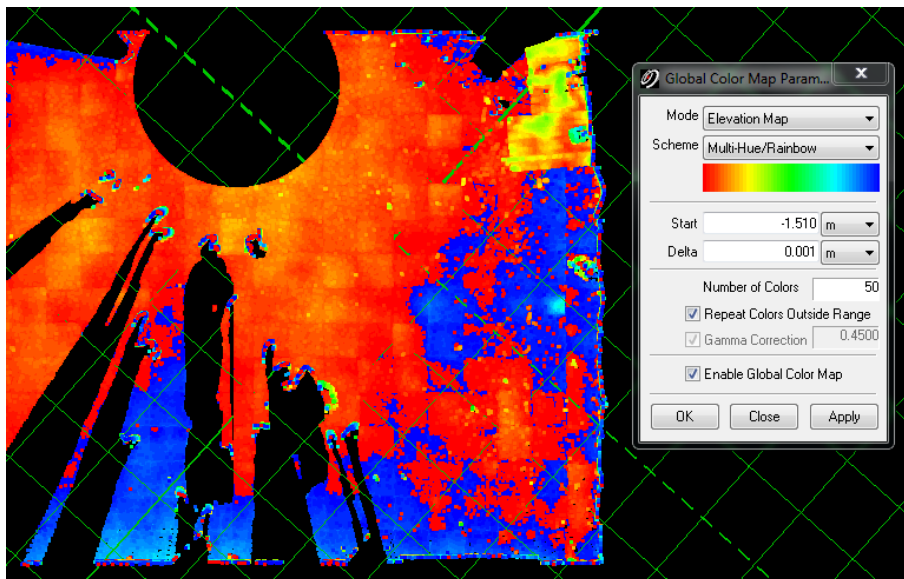 Global Color Map Param...
Mode Elevation Map
Scheme Multi-Hue/Rainbow
Start -1.510 m
Delta 0.001 m
Number of Colors 50
Repeat Colors Outside Range
Gamma Correction 0.4500
Enable Global Color Map
OK Close Apply